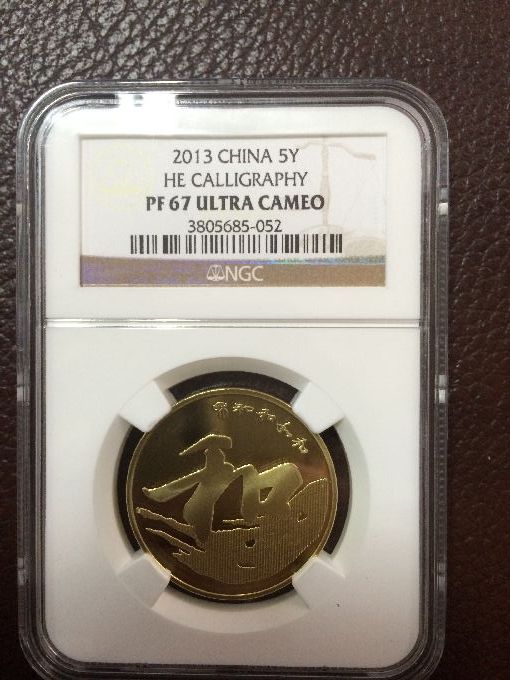 2013 CHINA 5Y
HE CALLIGRAPHY
PF 67 ULTRA CAMEO
3805685-052
NGC
和